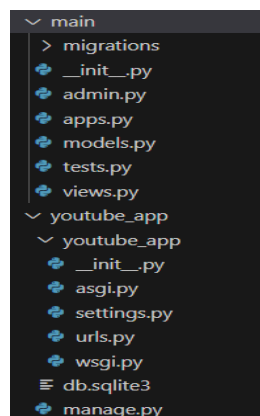 main
migrations
__init__.py
admin.py
apps.py
models.py
tests.py
views.py
youtube_app
youtube_app
__init__.py
asgi.py
settings.py
urls.py
wsgi.py
db.sqlite3
manage.py